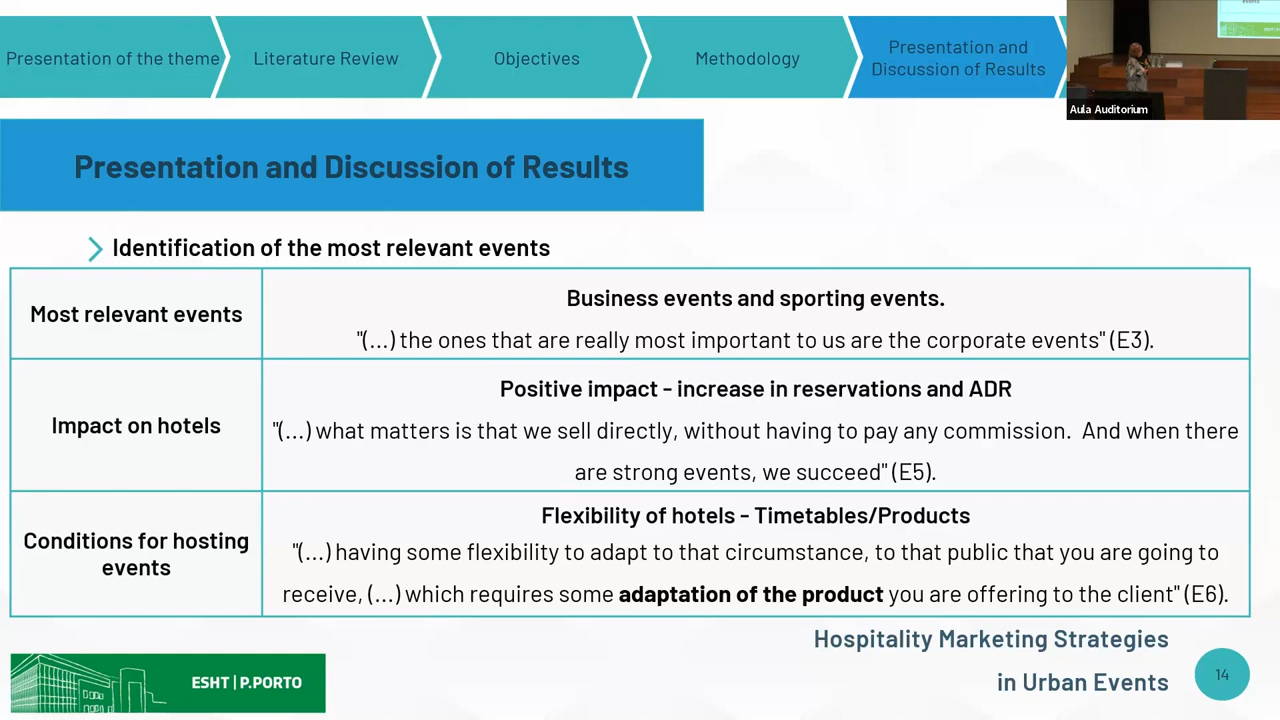 Presentation of the theme
Literature Review
Objectives
Methodology
Presentation and
Discussion of Results
Aula Auditorium
Presentation and Discussion of Results
Identification of the most relevant events
Most relevant events
Business events and sporting events.
"(...) the ones that are really most important to us are the corporate events" (E3).
Impact on hotels
Positive impact - increase in reservations and ADR
"(...) what matters is that we sell directly, without having to pay any commission.  And when there
are strong events, we succeed" (E5).
Conditions for hosting
events
Flexibility of hotels - Timetables/Products
"(...) having some flexibility to adapt to that circumstance, to that public that you are going to
receive, (...) which requires some adaptation of the product you are offering to the client" (E6).
Hospitality Marketing Strategies
in Urban Events
14
ESHT | P.PORTO